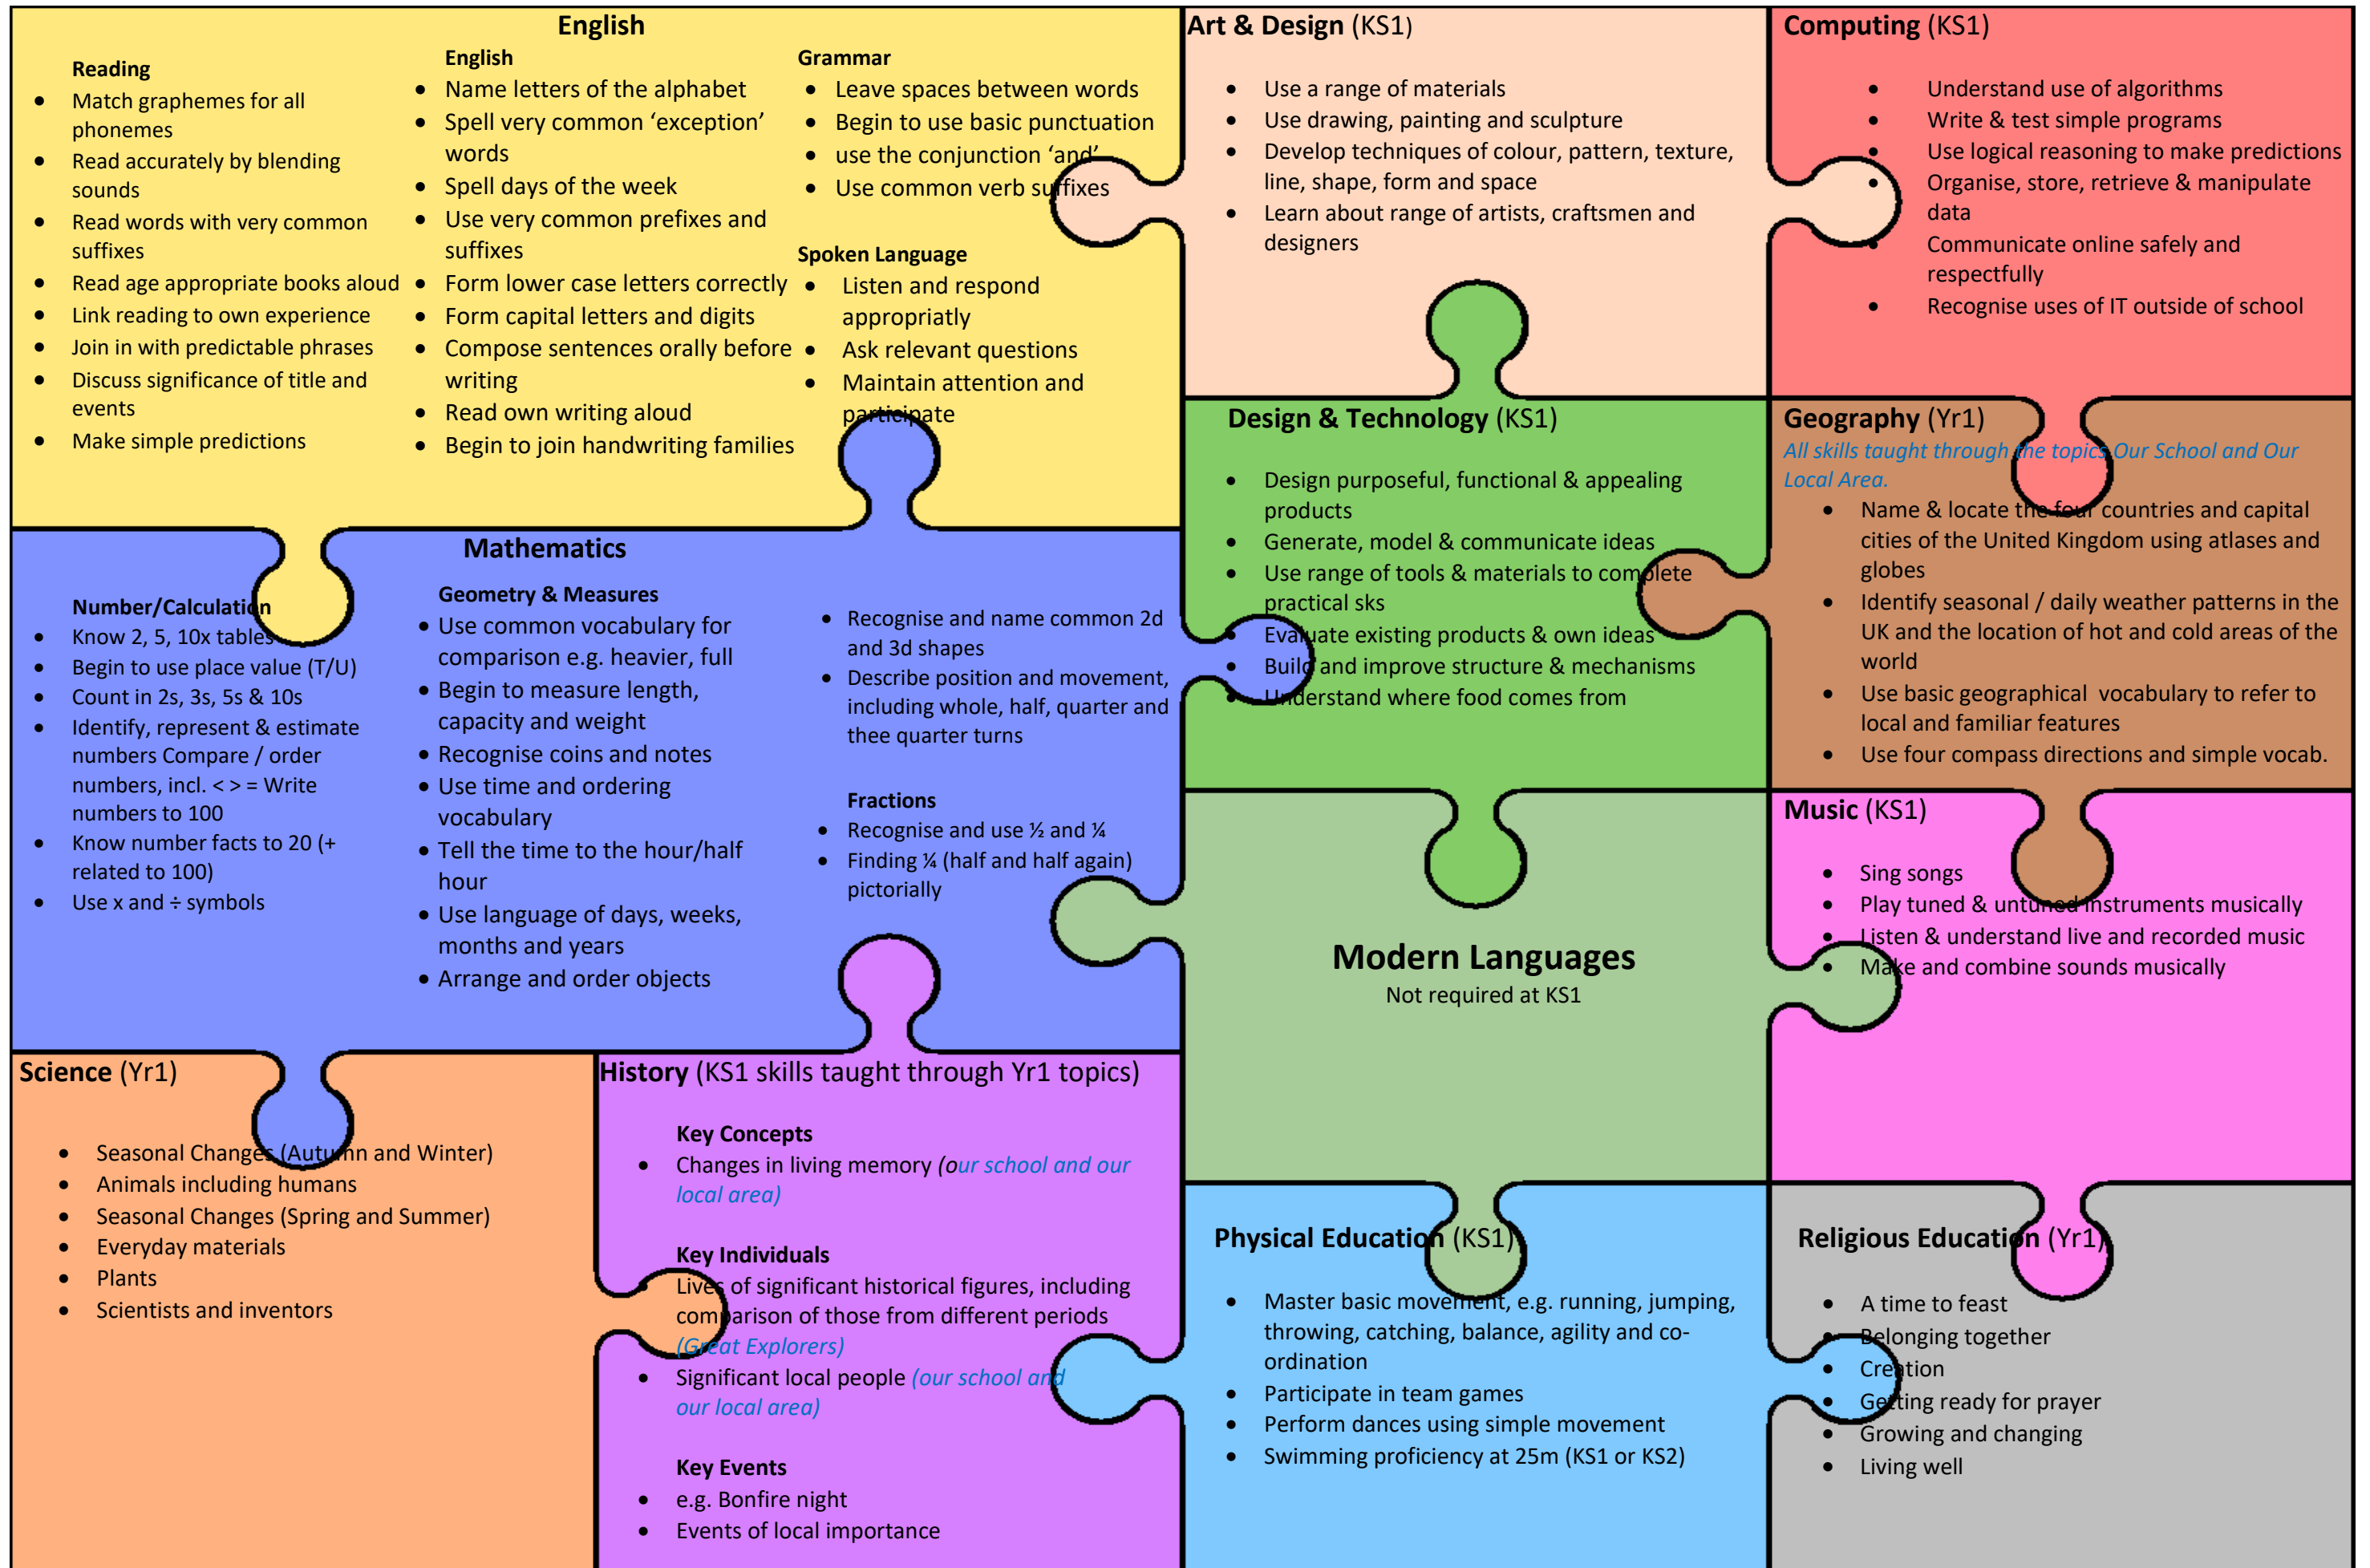 English
Reading
• Match graphemes for all
phonemes
• Read accurately by blending
sounds
• Read words with very common
suffixes
• Read age appropriate books aloud
• Link reading to own experience
• Join in with predictable phrases
• Discuss significance of title and
events
• Make simple predictions
English
• Name letters of the alphabet
• Spell very common ‘exception’
words
• Spell days of the week
• Use very common prefixes and
suffixes
• Form lower case letters correctly
• Form capital letters and digits
• Compose sentences orally before
writing
• Read own writing aloud
• Begin to join handwriting families
Grammar
• Leave spaces between words
• Begin to use basic punctuation
• use the conjunction ‘and’
• Use common verb suffixes
Spoken Language
• Listen and respond
appropriatly
• Ask relevant questions
• Maintain attention and
participate
Art & Design (KS1)
• Use a range of materials
• Use drawing, painting and sculpture
• Develop techniques of colour, pattern, texture,
line, shape, form and space
• Learn about range of artists, craftsmen and
designers
Computing (KS1)
• Understand use of algorithms
• Write & test simple programs
• Use logical reasoning to make predictions
• Organise, store, retrieve & manipulate
data
• Communicate online safely and
respectfully
• Recognise uses of IT outside of school
Mathematics
Number/Calculation
• Know 2, 5, 10x tables
• Begin to use place value (T/U)
• Count in 2s, 3s, 5s & 10s
• Identify, represent & estimate
numbers Compare / order
numbers, incl. < > = Write
numbers to 100
• Know number facts to 20 (+
related to 100)
• Use x and ÷ symbols
Geometry & Measures
• Use common vocabulary for
comparison e.g. heavier, full
• Begin to measure length,
capacity and weight
• Recognise coins and notes
• Use time and ordering
vocabulary
• Tell the time to the hour/half
hour
• Use language of days, weeks,
months and years
• Arrange and order objects
• Recognise and name common 2d
and 3d shapes
• Describe position and movement,
including whole, half, quarter and
thee quarter turns
Fractions
• Recognise and use ½ and ¼
• Finding ¼ (half and half again)
pictorially
Design & Technology (KS1)
• Design purposeful, functional & appealing
products
• Generate, model & communicate ideas
• Use range of tools & materials to complete
practical sks
• Evaluate existing products & own ideas
• Build and improve structure & mechanisms
• Understand where food comes from
Geography (Yr1)
All skills taught through the topics Our School and Our
Local Area.
• Name & locate the four countries and capital
cities of the United Kingdom using atlases and
globes
• Identify seasonal / daily weather patterns in the
UK and the location of hot and cold areas of the
world
• Use basic geographical vocabulary to refer to
local and familiar features
• Use four compass directions and simple vocab.
Modern Languages
Not required at KS1
Music (KS1)
• Sing songs
• Play tuned & untuned instruments musically
• Listen & understand live and recorded music
• Make and combine sounds musically
Science (Yr1)
• Seasonal Changes (Autumn and Winter)
• Animals including humans
• Seasonal Changes (Spring and Summer)
• Everyday materials
• Plants
• Scientists and inventors
History (KS1 skills taught through Yr1 topics)
Key Concepts
• Changes in living memory (our school and our
local area)
Key Individuals
• Lives of significant historical figures, including
comparison of those from different periods
(Great Explorers)
• Significant local people (our school and
our local area)
Key Events
• e.g. Bonfire night
• Events of local importance
Physical Education (KS1)
• Master basic movement, e.g. running, jumping,
throwing, catching, balance, agility and co-
ordination
• Participate in team games
• Perform dances using simple movement
• Swimming proficiency at 25m (KS1 or KS2)
Religious Education (Yr1)
• A time to feast
• Belonging together
• Creation
• Getting ready for prayer
• Growing and changing
• Living well